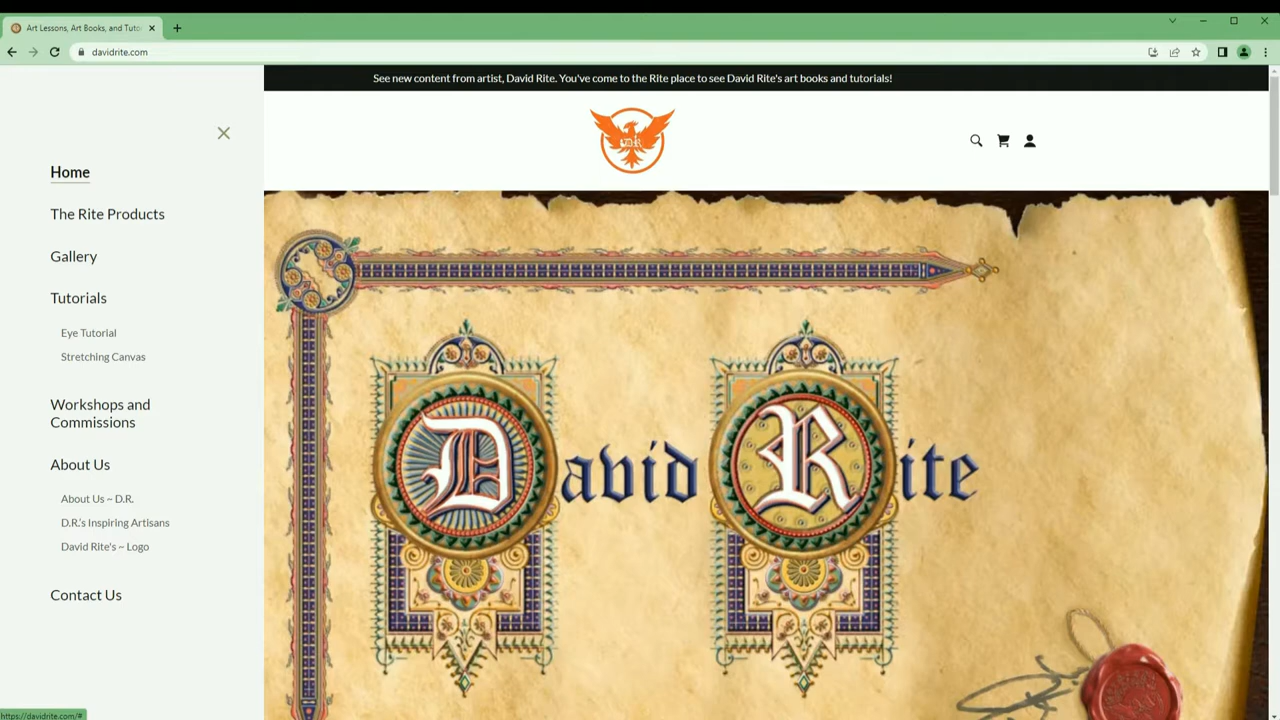 Art Lessons, Art Books, and Tuto
davidrite.com
See new content from artist, David Rite. You've come to the Rite place to see David Rite's art books and tutorials!
DR
Home
The Rite Products
Gallery
Tutorials
Eye Tutorial
Stretching Canvas
Workshops and
Commissions
About Us
About Us ~ D.R.
D.R.'s Inspiring Artisans
David Rite's ~ Logo
Contact Us
David Rite
https://davidrite.com/#